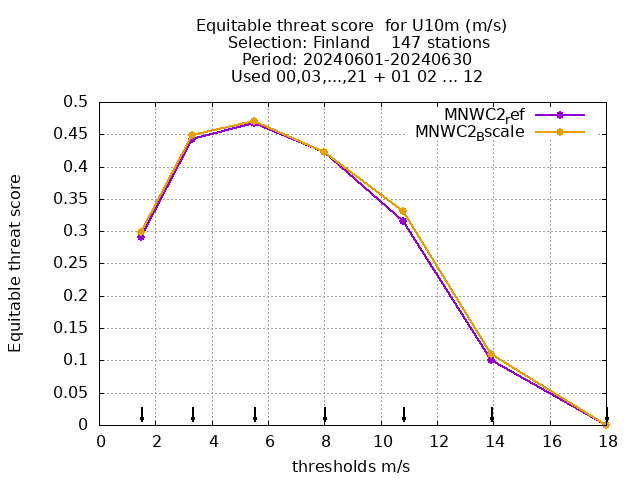 Equitable threat score  for U10m (m/s)
Selection: Finland    147 stations
Period: 20240601-20240630
Used 00,03,...,21 + 01 02 ... 12
MNWC2ref
MNWC2Bscale
Equitable threat score
0.5
0.45
0.4
0.35
0.3
0.25
0.2
0.15
0.1
0.05
0
0 2 4 6 8 10 12 14 16 18
thresholds m/s